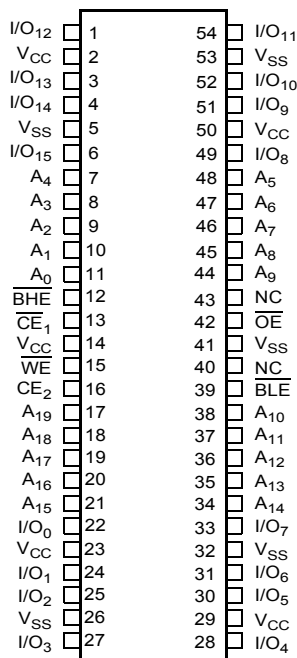 I/O12 1 54 I/O11
VCC 2 53 VSS
I/O13 3 52 I/O10
I/O14 4 51 I/O9
VSS 5 50 VCC
I/O15 6 49 I/O8
A4 7 48 A5
A3 8 47 A6
A2 9 46 A7
A1 10 45 A8
A0 11 44 A9
BHE 12 43 NC
CE1 13 42 OE
VCC 14 41 VSS
WE 15 40 NC
CE2 16 39 BLE
A19 17 38 A10
A18 18 37 A11
A17 19 36 A12
A16 20 35 A13
A15 21 34 A14
I/O0 22 33 I/O7
VCC 23 32 VSS
I/O1 24 31 I/O6
I/O2 25 30 I/O5
VSS 26 29 VCC
I/O3 27 28 I/O4